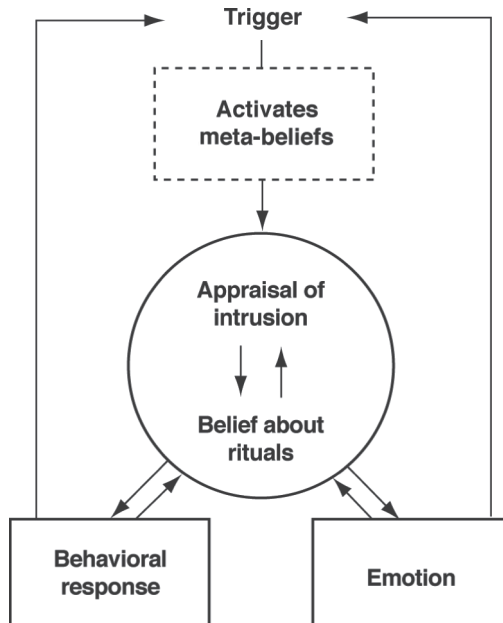 Trigger
Activates
meta-beliefs
Appraisal of
intrusion
Belief about
rituals
Behavioral
response
Emotion